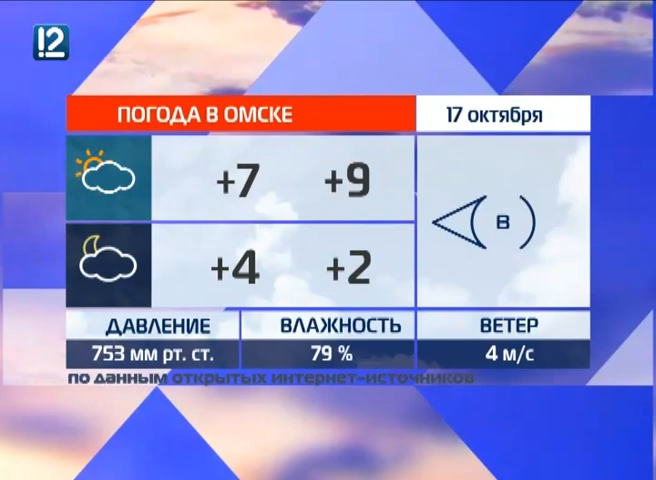 12
ПОГОДА В ОМСКЕ
17 октября
+7 +9
В
+4 +2
ДАВЛЕНИЕ ВЛАЖНОСТЬ ВЕТЕР
753 мм рт. ст. 79 % 4 м/с
по данным открытых интернет-источников